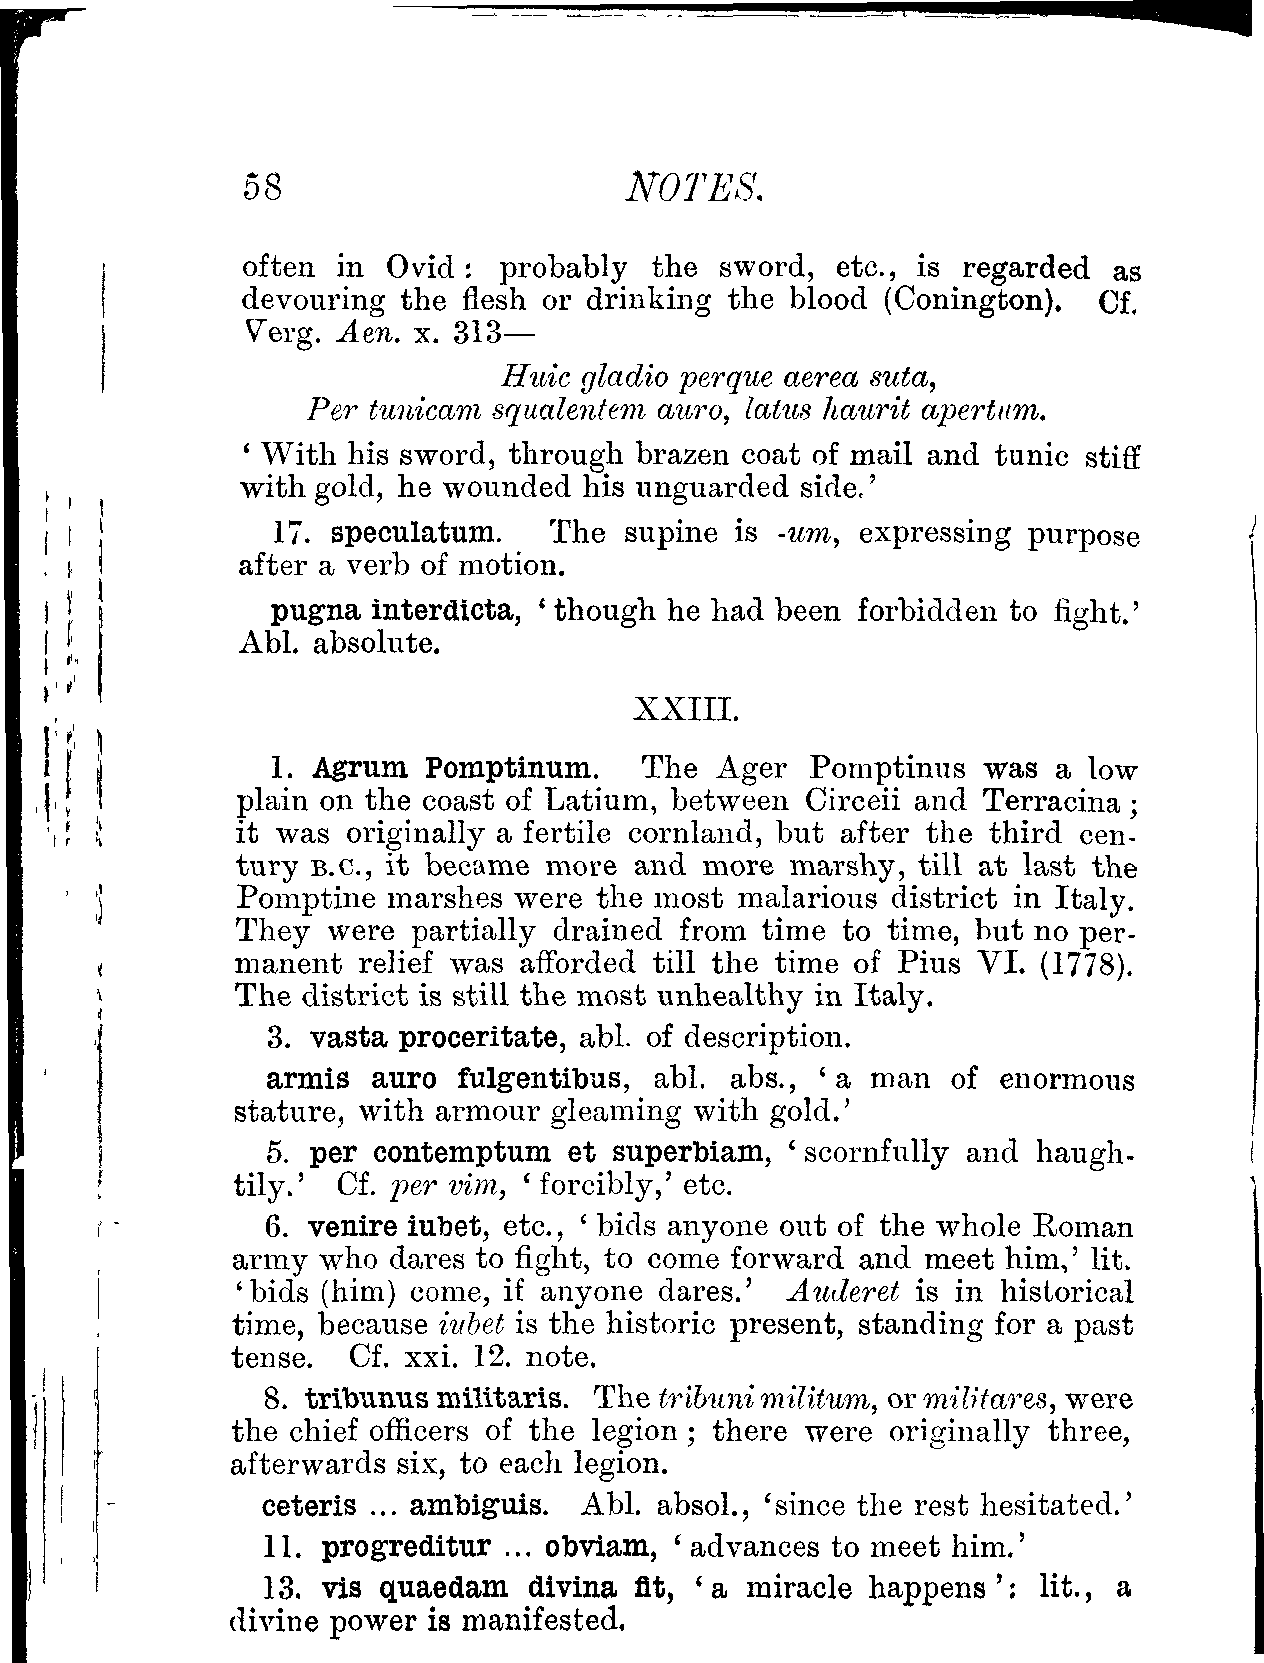 58 NOTES.
often in Ovid : probably the sword, etc., is regarded as
devouring the flesh or drinking the blood (Conington). Cf.
Verg. Aen. x. 313—
Huic gladio perque aerea suta,
Per tunicam squalentem auro, latus haurit apertum.
‘ With his sword, through brazen coat of mail and tunic stiff
with gold, he wounded his unguarded side.’
17. speculatum. The supine is -um, expressing purpose
after a verb of motion.
pugna interdicta, ‘ though he had been forbidden to fight.’
Abl. absolute.
XXIII.
1. Agrum Pomptinum. The Ager Pomptinus was a low
plain on the coast of Latium, between Circeii and Terracina ;
it was originally a fertile cornland, but after the third cen-
tury B.C., it became more and more marshy, till at last the
Pomptine marshes were the most malarious district in Italy.
They were partially drained from time to time, but no per-
manent relief was afforded till the time of Pius VI. (1778).
The district is still the most unhealthy in Italy.
3. vasta proceritate, abl. of description.
armis auro fulgentibus, abl. abs., ‘ a man of enormous
stature, with armour gleaming with gold.’
5. per contemptum et superbiam, ‘ scornfully and haugh-
tily.’ Cf. per vim, ‘ forcibly,’ etc.
6. venire iubet, etc., ‘ bids anyone out of the whole Roman
army who dares to fight, to come forward and meet him,’ lit.
‘ bids (him) come, if anyone dares.’ Auderet is in historical
time, because iubet is the historic present, standing for a past
tense. Cf. xxi. 12. note.
8. tribunus militaris. The tribuni militum, or militares, were
the chief officers of the legion ; there were originally three,
afterwards six, to each legion.
ceteris ... ambiguis. Abl. absol., ‘since the rest hesitated.’
11. progreditur ... obviam, ‘ advances to meet him.’
13. vis quaedam divina fit, ‘ a miracle happens ’: lit., a
divine power is manifested.